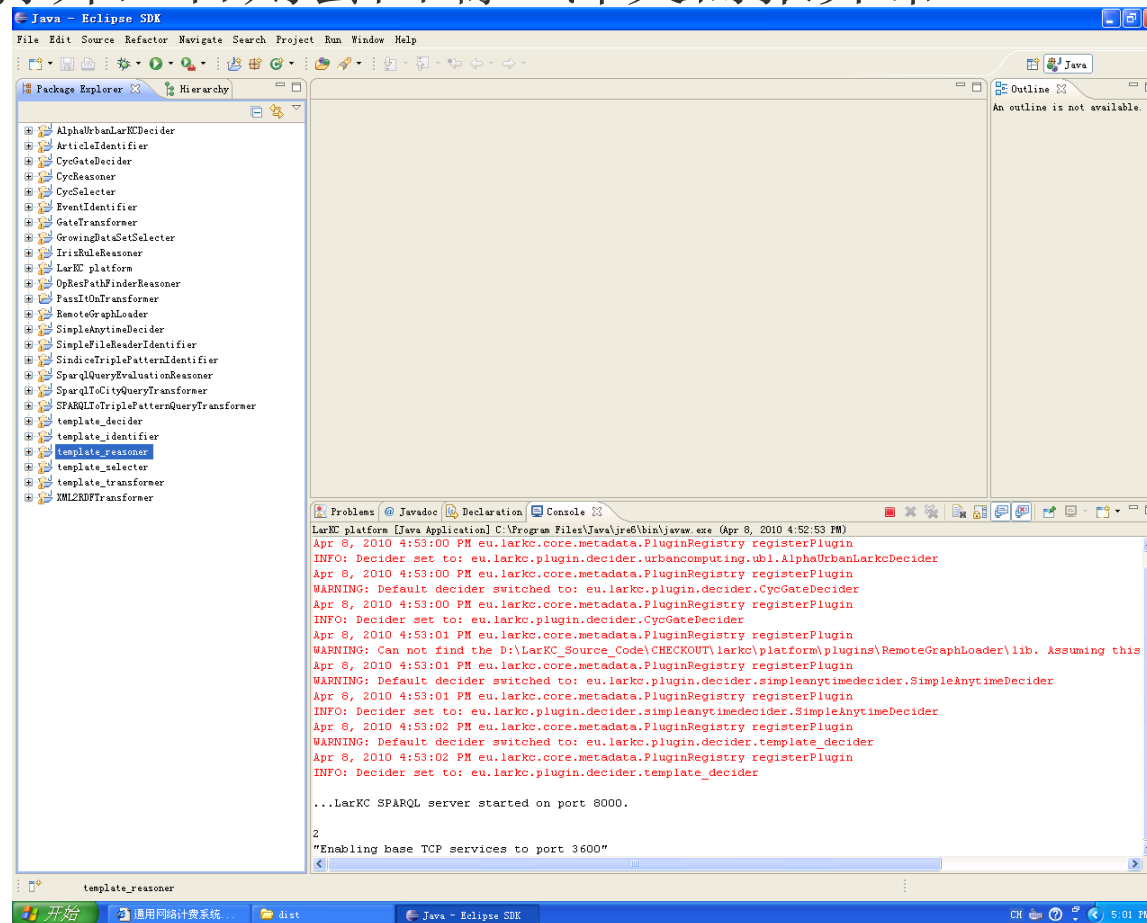 Java - Eclipse SDK
File Edit Source Refactor Navigate Search Project Run Window Help
Java
Package Explorer Hierarchy
Outline
An outline is not available.
AlphaUrbanLarKCDecider
ArticleIdentifier
CycGateDecider
CycReasoner
CycSelecter
EventIdentifier
GateTransformer
GrowingDataSetSelecter
IrisRuleReasoner
LarKC platform
OpResPathFinderReasoner
PassItOnTransformer
RemoteGraphLoader
SimpleAnytimeDecider
SimpleFileReaderIdentifier
SindiceTriplePatternIdentifier
SparqlQueryEvaluationReasoner
SparqlToCityQueryTransformer
SPARQLToTriplePatternQueryTransformer
template_decider
template_identifier
template_reasoner
template_selecter
template_transformer
XML2RDFTransformer
Problems @ Javadoc Declaration Console
LarKC platform [Java Application] C:\Program Files\Java\jre6\bin\javaw.exe (Apr 8, 2010 4:52:53 PM)
Apr 8, 2010 4:53:00 PM eu.larkc.core.metadata.PluginRegistry registerPlugin
INFO: Decider set to: eu.larkc.plugin.decider.urbancomputing.ubl.AlphaUrbanLarkcDecider
Apr 8, 2010 4:53:00 PM eu.larkc.core.metadata.PluginRegistry registerPlugin
WARNING: Default decider switched to: eu.larkc.plugin.decider.CycGateDecider
Apr 8, 2010 4:53:00 PM eu.larkc.core.metadata.PluginRegistry registerPlugin
INFO: Decider set to: eu.larkc.plugin.decider.CycGateDecider
Apr 8, 2010 4:53:01 PM eu.larkc.core.metadata.PluginRegistry registerPlugin
WARNING: Can not find the D:\LarKC_Source_Code\CHECKOUT\larkc\platform\plugins\RemoteGraphLoader\lib. Assuming this
Apr 8, 2010 4:53:01 PM eu.larkc.core.metadata.PluginRegistry registerPlugin
WARNING: Default decider switched to: eu.larkc.plugin.decider.simpleanytimedecider.SimpleAnytimeDecider
Apr 8, 2010 4:53:01 PM eu.larkc.core.metadata.PluginRegistry registerPlugin
INFO: Decider set to: eu.larkc.plugin.decider.simpleanytimedecider.SimpleAnytimeDecider
Apr 8, 2010 4:53:02 PM eu.larkc.core.metadata.PluginRegistry registerPlugin
WARNING: Default decider switched to: eu.larkc.plugin.decider.template_decider
Apr 8, 2010 4:53:02 PM eu.larkc.core.metadata.PluginRegistry registerPlugin
INFO: Decider set to: eu.larkc.plugin.decider.template_decider
...LarKC SPARQL server started on port 8000.
2
"Enabling base TCP services to port 3600"
template_reasoner
开始 通用网络计费系统... dist Java - Eclipse SDK CH 5:01 PM